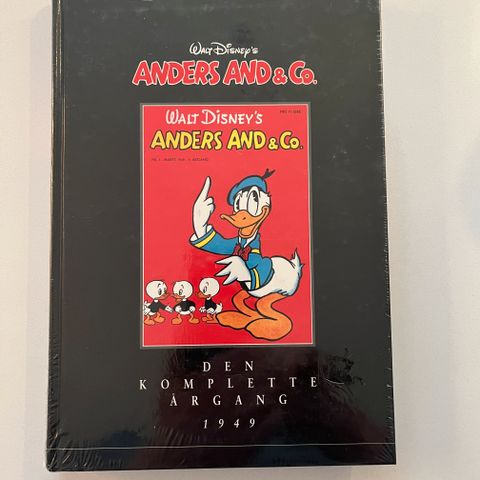 WALT DISNEY'S
ANDERS AND & CO.
WALT DISNEY'S
ANDERS AND & CO.
DEN
KOMPLETTE
ÅRGANG
1949